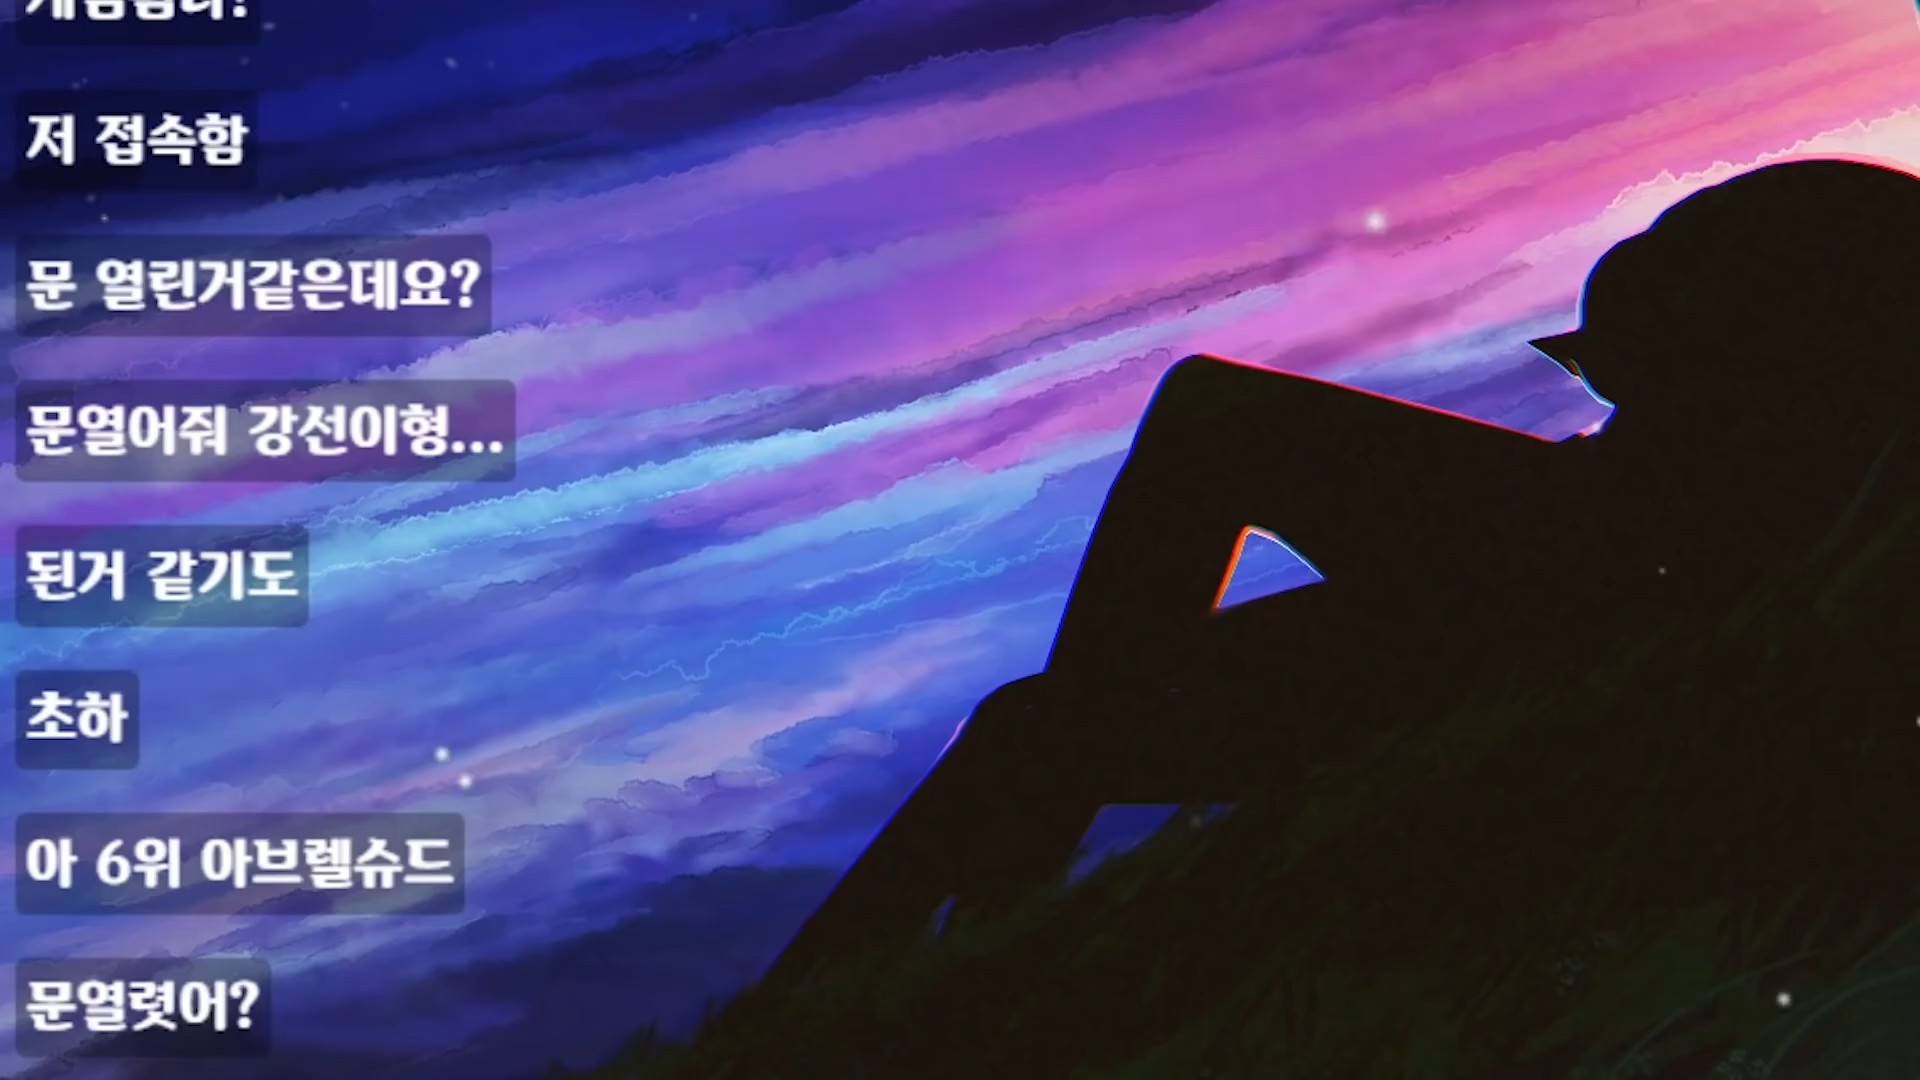 저 접속함
문 열린거같은데요?
문열어줘 강선이형...
된거 같기도
초하
아 6위 아브렐슈드
문열렷어?